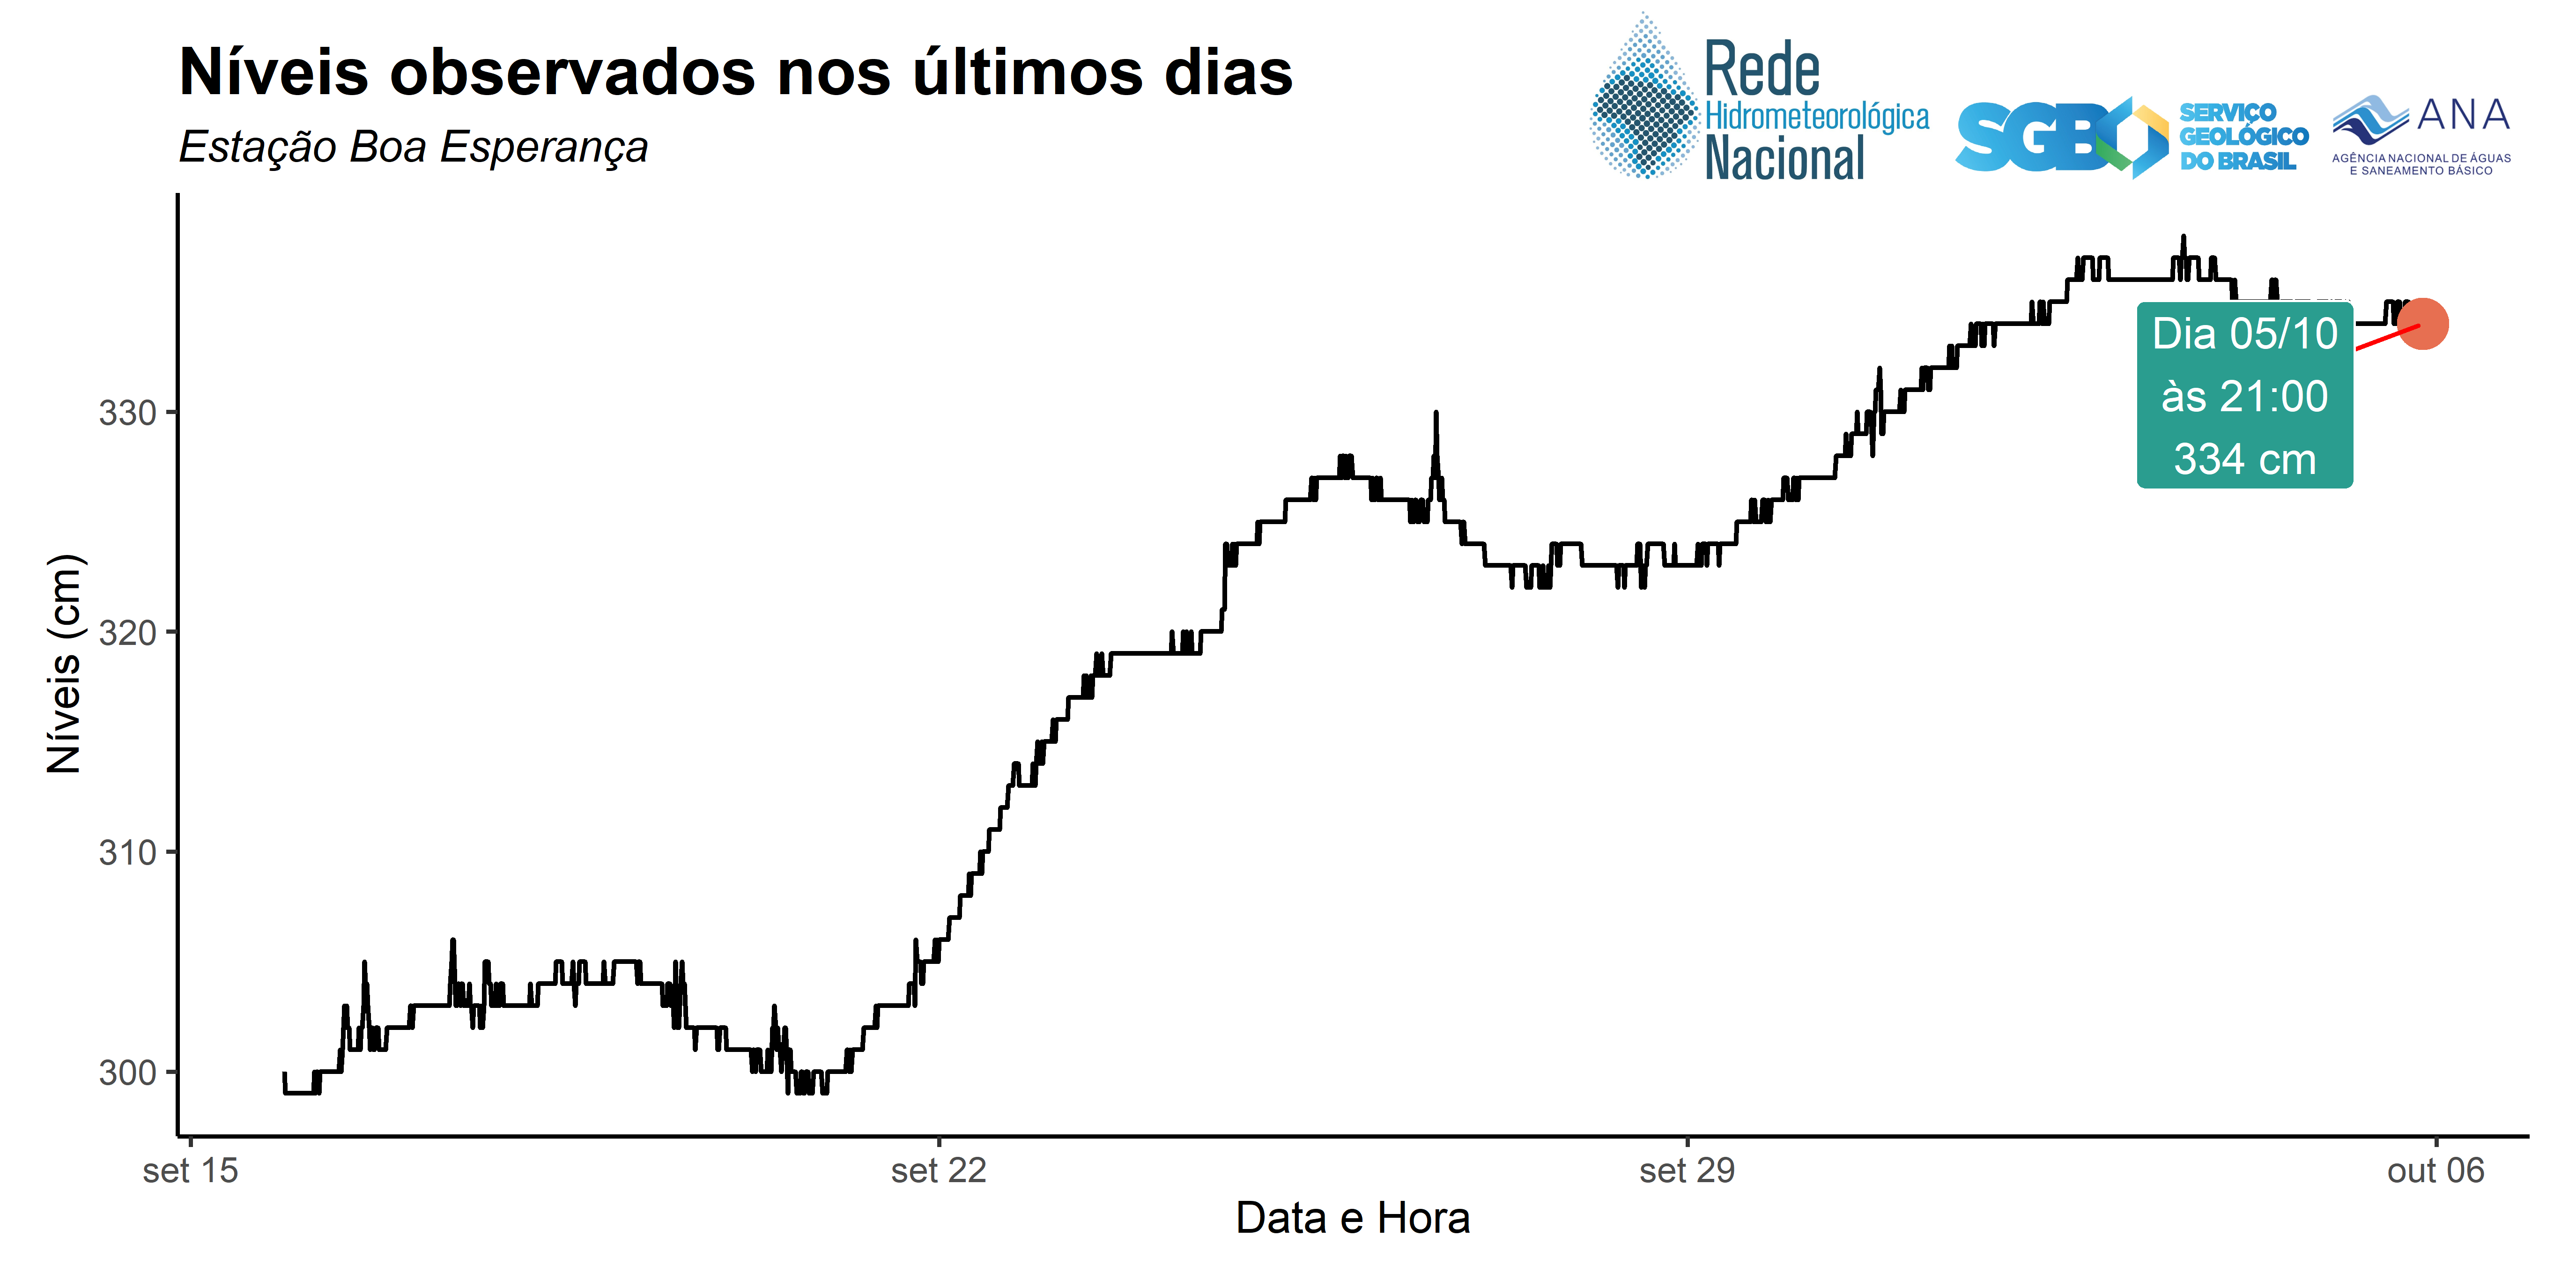 Níveis observados nos últimos dias
Estação Boa Esperança
Rede
Hidrometeorológica
Nacional
SGB
SERVIÇO
GEOLÓGICO
DO BRASIL
ANA
AGÊNCIA NACIONAL DE ÁGUAS
E SANEAMENTO BÁSICO
Níveis (cm)
330
320
310
300
Dia 05/10
às 21:00
334 cm
set 15
set 22
set 29
out 06
Data e Hora